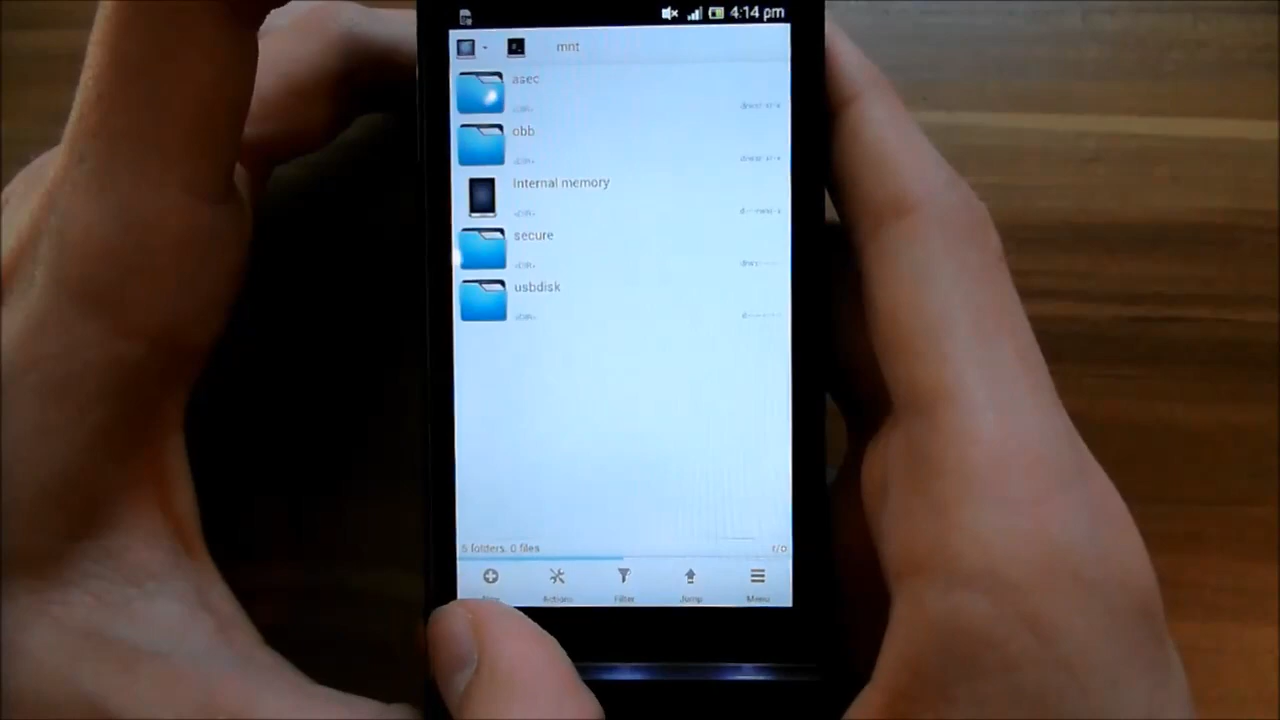 4:14 pm
mnt
asec
obb
Internal memory
secure
usbdisk
5 folders, 0 files
r/o
Actions
Filter
Jump
Menu